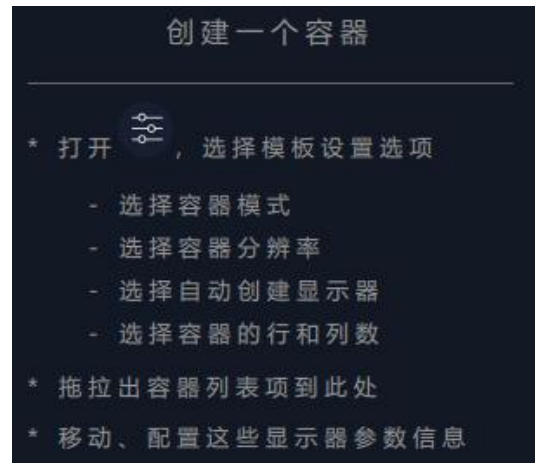 创建一个容器
* 打开 , 选择模板设置选项
- 选择容器模式
- 选择容器分辨率
- 选择自动创建显示器
- 选择容器的行和列数
* 拖拉出容器列表项到此处
* 移动、配置这些显示器参数信息